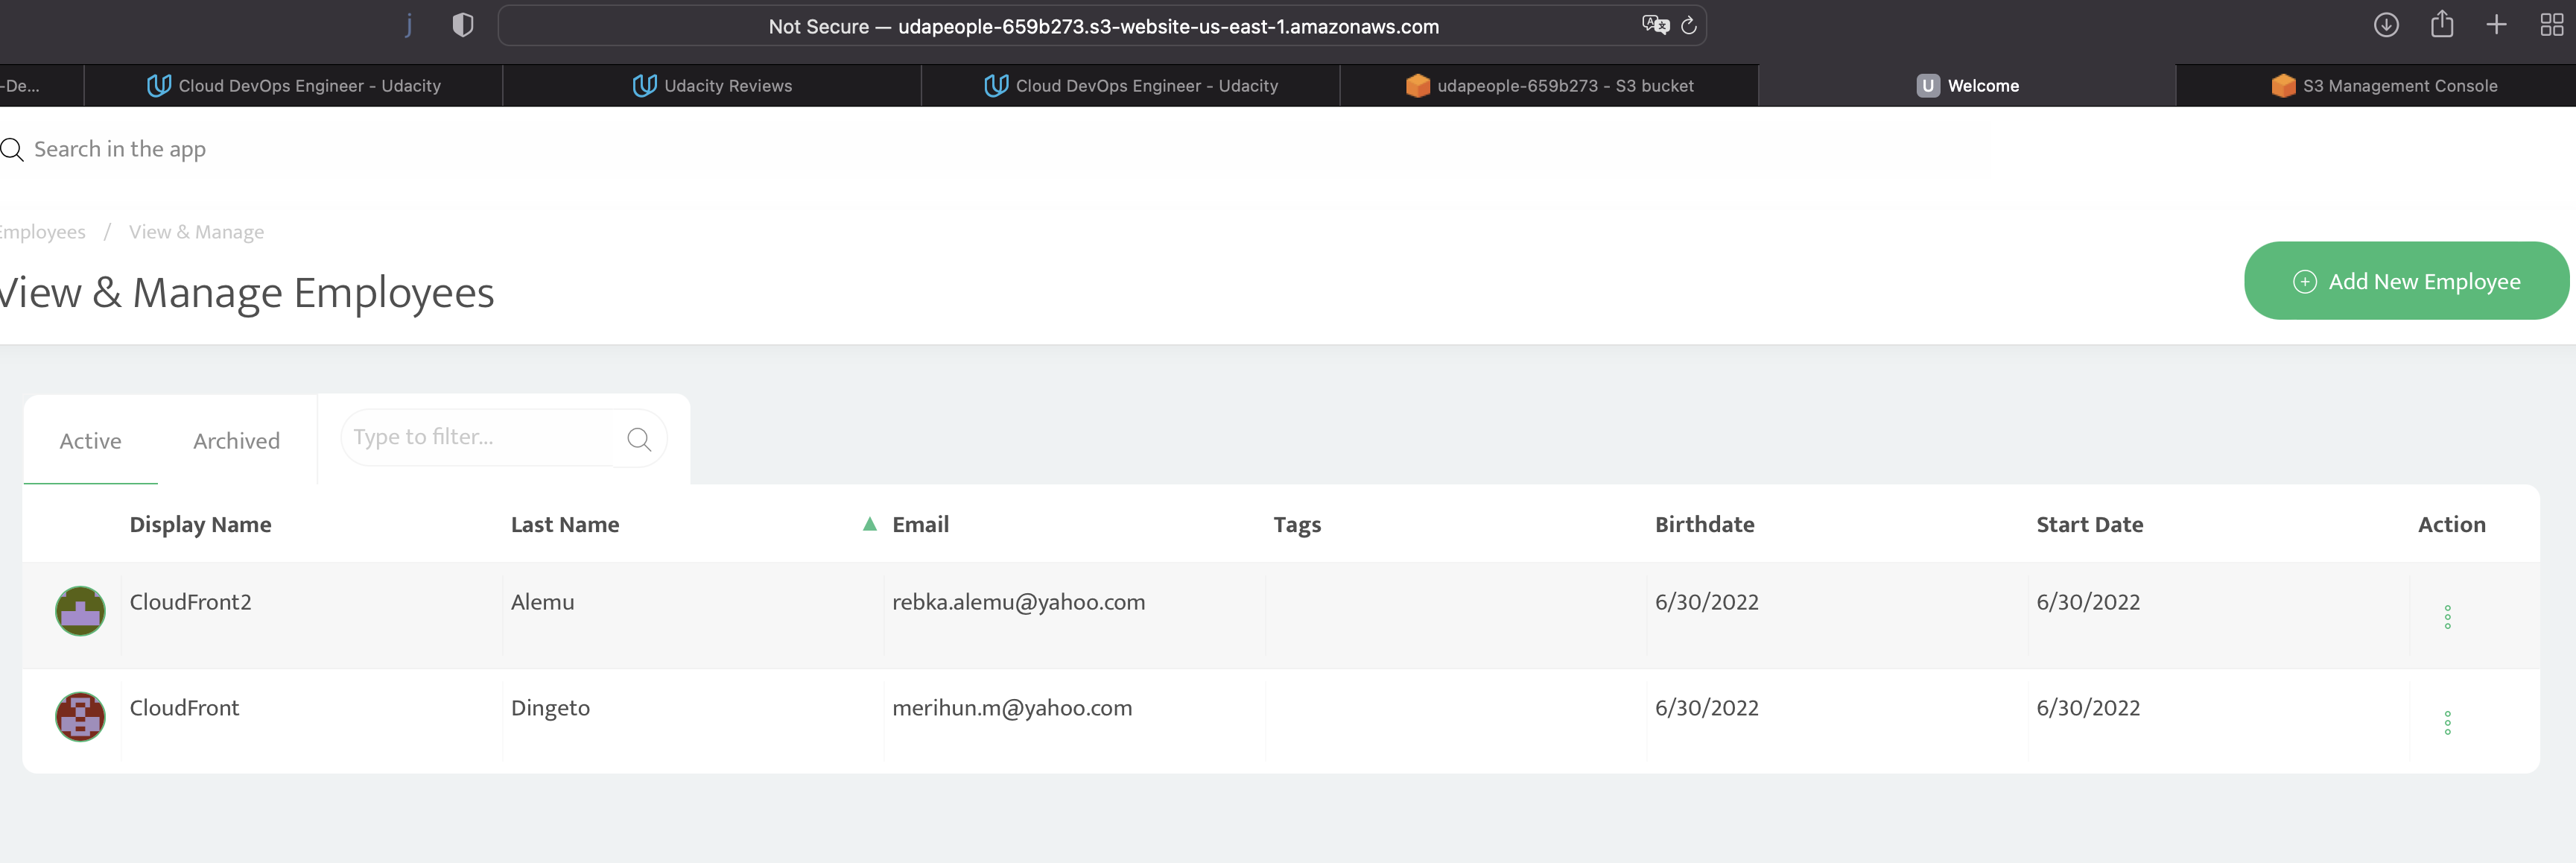 j
Not Secure — udapeople-659b273.s3-website-us-east-1.amazonaws.com
-De...
Cloud DevOps Engineer - Udacity
Udacity Reviews
Cloud DevOps Engineer - Udacity
udapeople-659b273 - S3 bucket
U Welcome
S3 Management Console
Search in the app
Employees / View & Manage
View & Manage Employees
Add New Employee
Active Archived Type to filter...
Display Name Last Name ▲ Email Tags Birthdate Start Date Action
CloudFront2 Alemu rebka.alemu@yahoo.com 6/30/2022 6/30/2022
CloudFront Dingeto merihun.m@yahoo.com 6/30/2022 6/30/2022